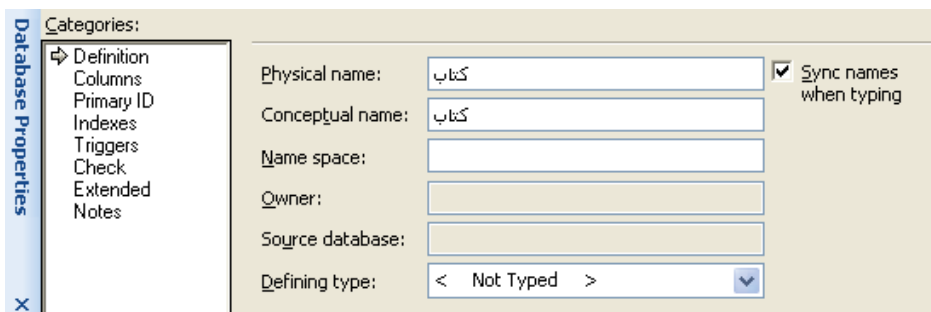 Database Properties
Categories:
Definition
Columns
Primary ID
Indexes
Triggers
Check
Extended
Notes
Physical name: کتاب
Sync names
when typing
Conceptual name: کتاب
Name space:
Owner:
Source database:
Defining type: < Not Typed >